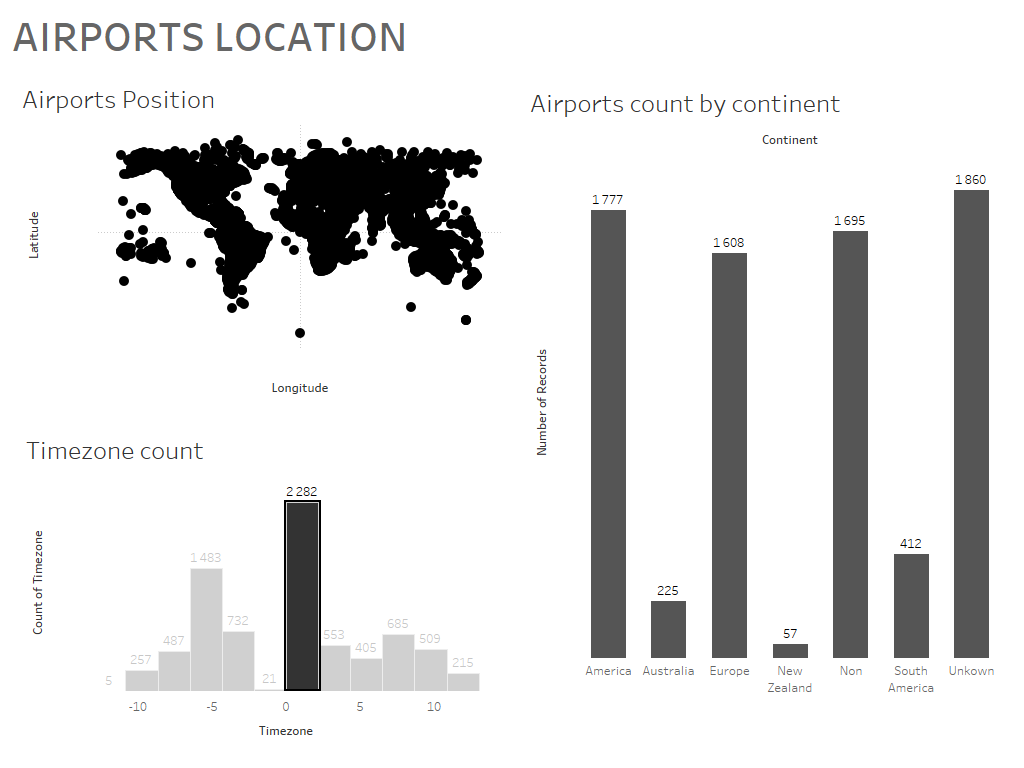 AIRPORTS LOCATION
Airports Position
Latitude
Longitude
Timezone count
Count of Timezone
5
257
487
1 483
732
21
2 282
553
405
685
509
215
-10 -5 0 5 10
Timezone
Airports count by continent
Continent
Number of Records
1 777
225
1 608
57
1 695
412
1 860
America Australia Europe New Zealand Non South America Unkown